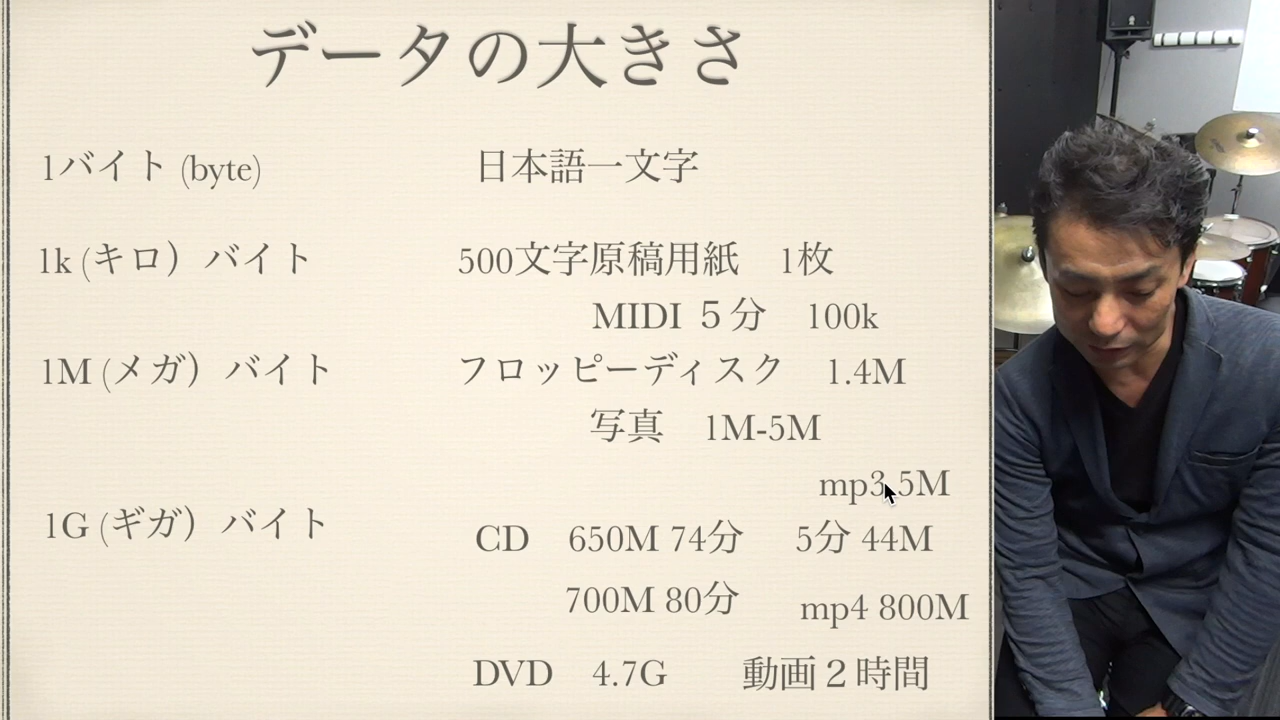 データの大きさ
1バイト (byte)　日本語一文字
1k (キロ）バイト　500文字原稿用紙　1枚
MIDI ５分　100k
1M (メガ）バイト　フロッピーディスク　1.4M
写真　1M-5M
mp3 5M
1G (ギガ）バイト
CD　650M 74分　5分 44M
700M 80分　mp4 800M
DVD　4.7G　動画２時間